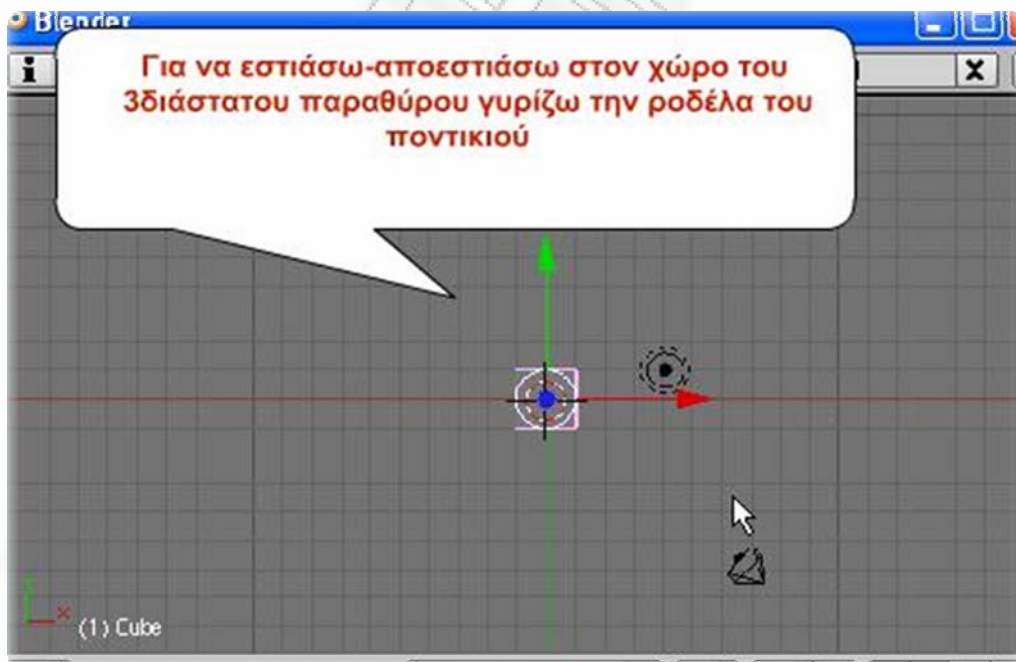 Blender
i
X
Για να εστιάσω-αποεστιάσω στον χώρο του
3διάστατου παραθύρου γυρίζω την ροδέλα του
ποντικιού
x
(1) Cube